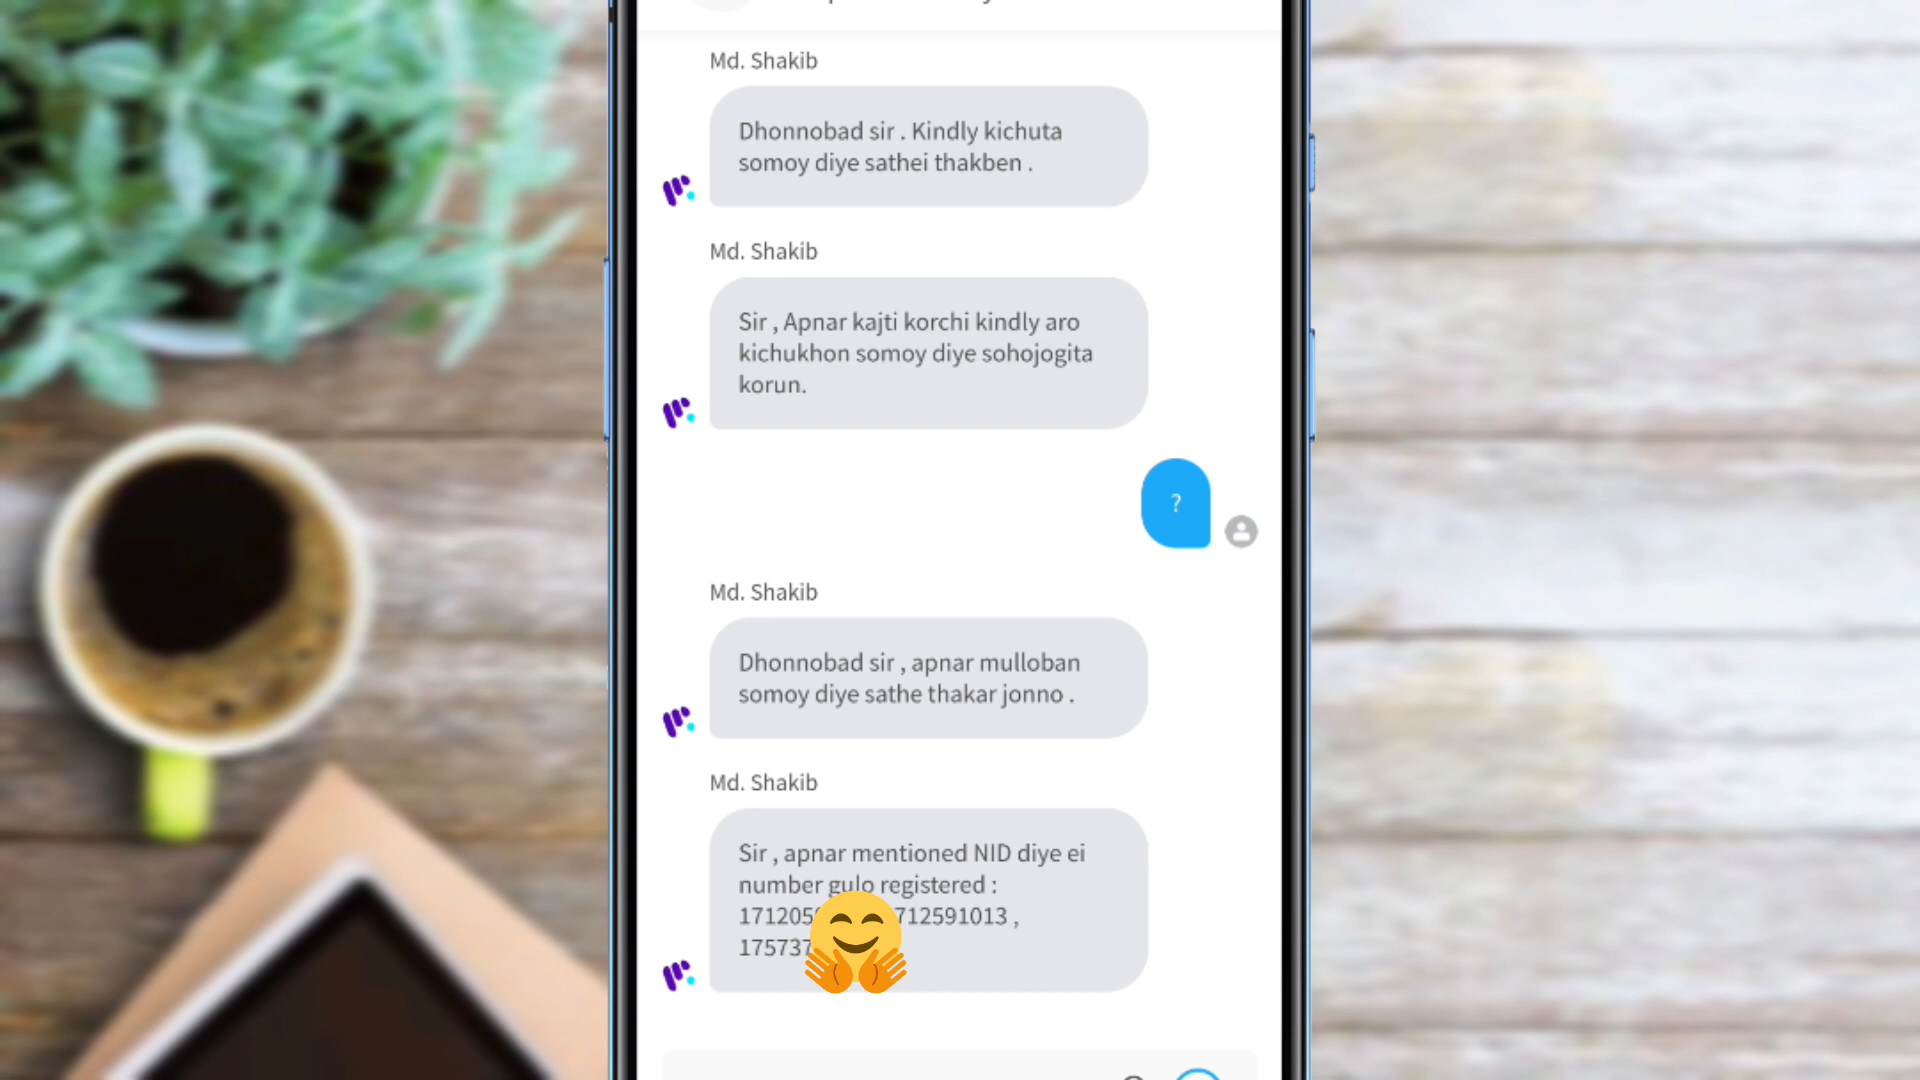 Md. Shakib
Dhonnobad sir . Kindly kichuta
somoy diye sathei thakben .
Md. Shakib
Sir , Apnar kajti korchi kindly aro
kichukhon somoy diye sohojogita
korun.
?
Md. Shakib
Dhonnobad sir , apnar mulloban
somoy diye sathe thakar jonno .
Md. Shakib
Sir , apnar mentioned NID diye ei
number gulo registered :
712591013 ,